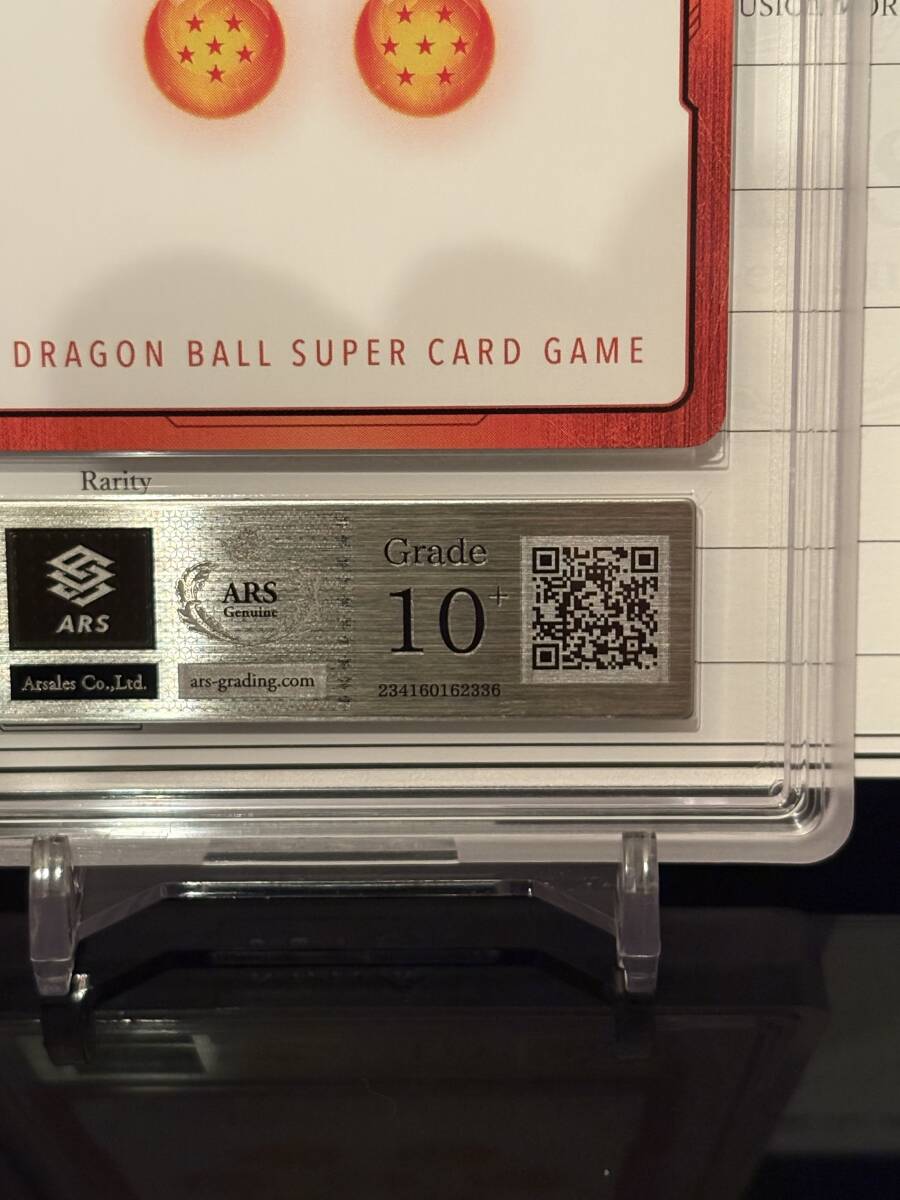 DRAGON BALL SUPER CARD GAME
Rarity
ARS
Arsales Co.,Ltd.
ARS
Genuine
ars-grading.com
Grade
10+
234160162336